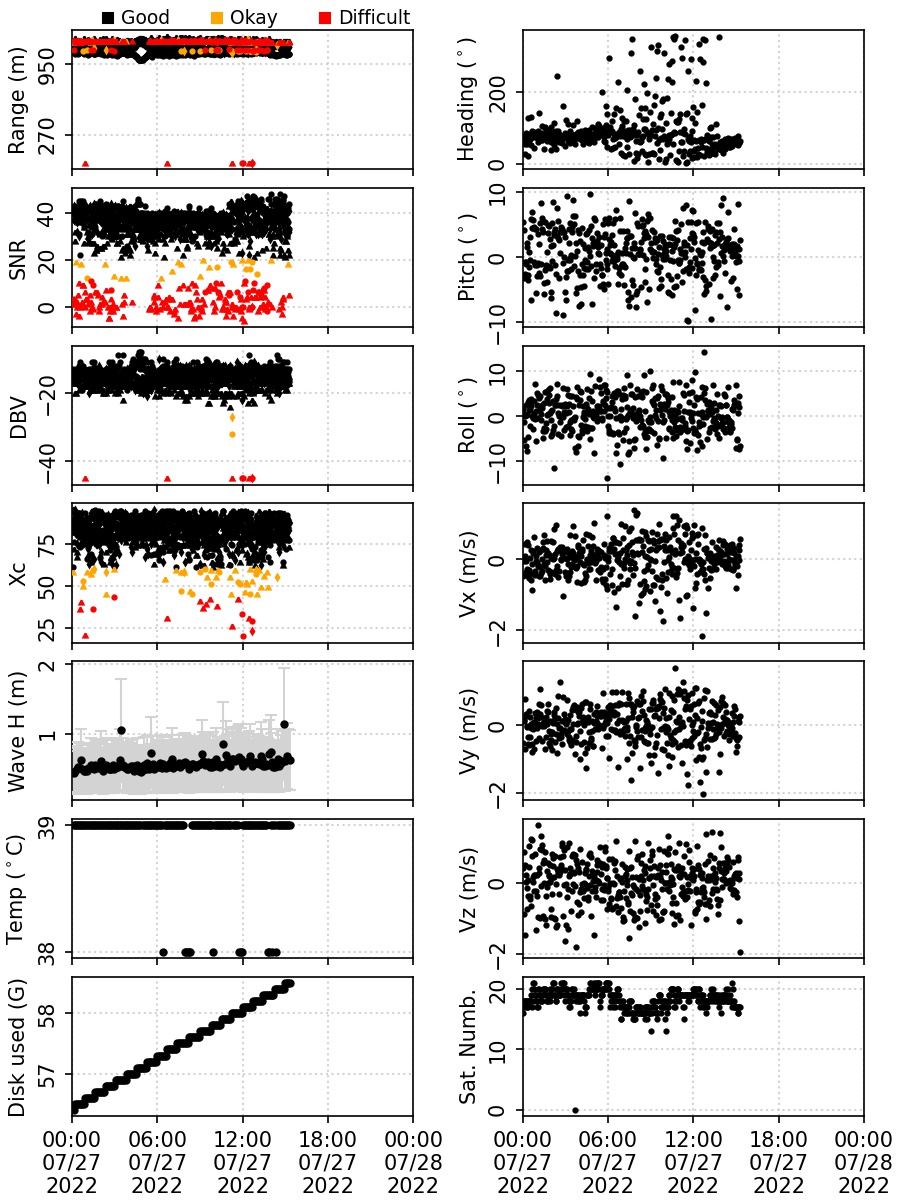 Good Okay Difficult
Range (m)
950
270
Heading (°)
200
0
SNR
40
20
0
Pitch (°)
10
0
−10
DBV
−20
−40
Roll (°)
10
0
−10
Xc
75
50
25
Vx (m/s)
0
−2
Wave H (m)
2
1
Vy (m/s)
0
−2
Temp (°C)
39
38
Vz (m/s)
0
−2
Disk used (G)
58
57
Sat. Numb.
20
10
0
00:00 06:00 12:00 18:00 00:00
07/27 07/27 07/27 07/27 07/28
2022 2022 2022 2022 2022
00:00 06:00 12:00 18:00 00:00
07/27 07/27 07/27 07/27 07/28
2022 2022 2022 2022 2022